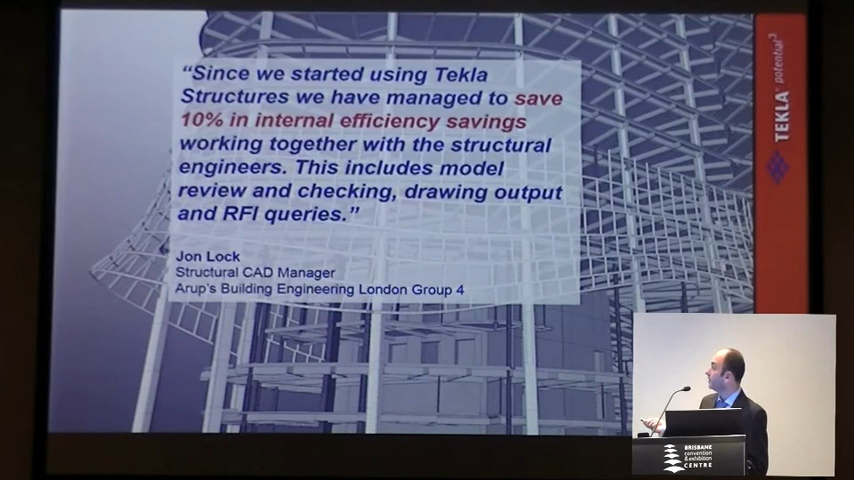 “Since we started using Tekla
Structures we have managed to save
10% in internal efficiency savings
working together with the structural
engineers. This includes model
review and checking, drawing output
and RFI queries.”
Jon Lock
Structural CAD Manager
Arup's Building Engineering London Group 4
TEKLA potential³
BRISBANE
convention
& exhibition
CENTRE